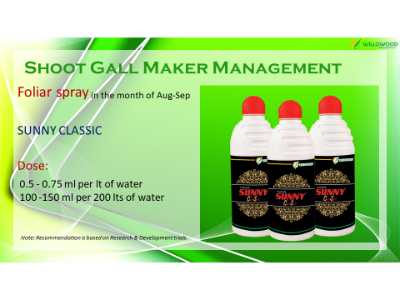 WILLOWOOD
SHOOT GALL MAKER MANAGEMENT
Foliar spray in the month of Aug-Sep
SUNNY CLASSIC
Dose:
0.5 - 0.75 ml per lt of water
100 -150 ml per 200 lts of water
SUNNY SUNNY SUNNY
Note: Recommendation is based on Research & Development trials